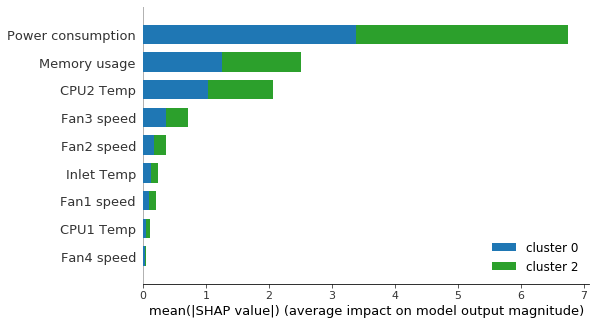 Power consumption
Memory usage
CPU2 Temp
Fan3 speed
Fan2 speed
Inlet Temp
Fan1 speed
CPU1 Temp
Fan4 speed
cluster 0
cluster 2
0 1 2 3 4 5 6 7
mean(|SHAP value|) (average impact on model output magnitude)